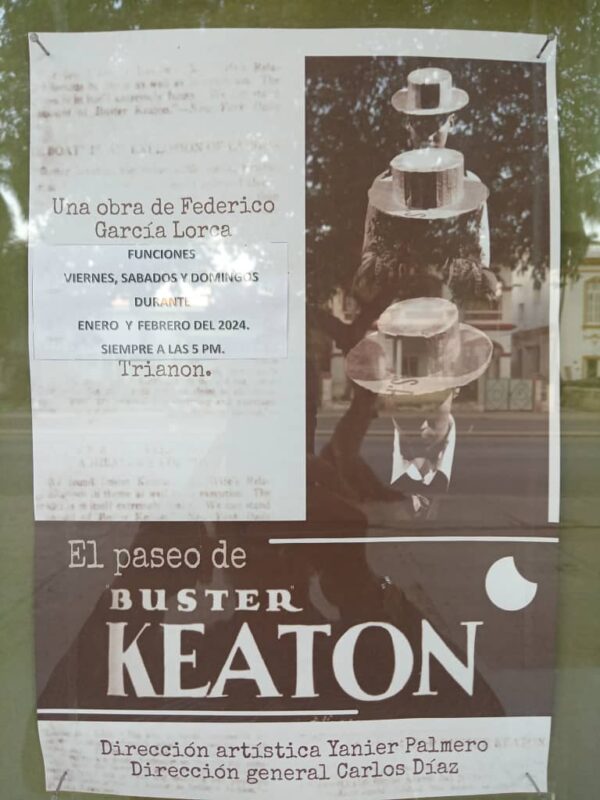 Una obra de Federico
García Lorca
FUNCIONES
VIERNES, SABADOS Y DOMINGOS
DURANTE
ENERO Y FEBRERO DEL 2024.
SIEMPRE A LAS 5 PM.
Trianon.
El paseo de
"BUSTER"
KEATON
Dirección artística Yanier Palmero
Dirección general Carlos Díaz